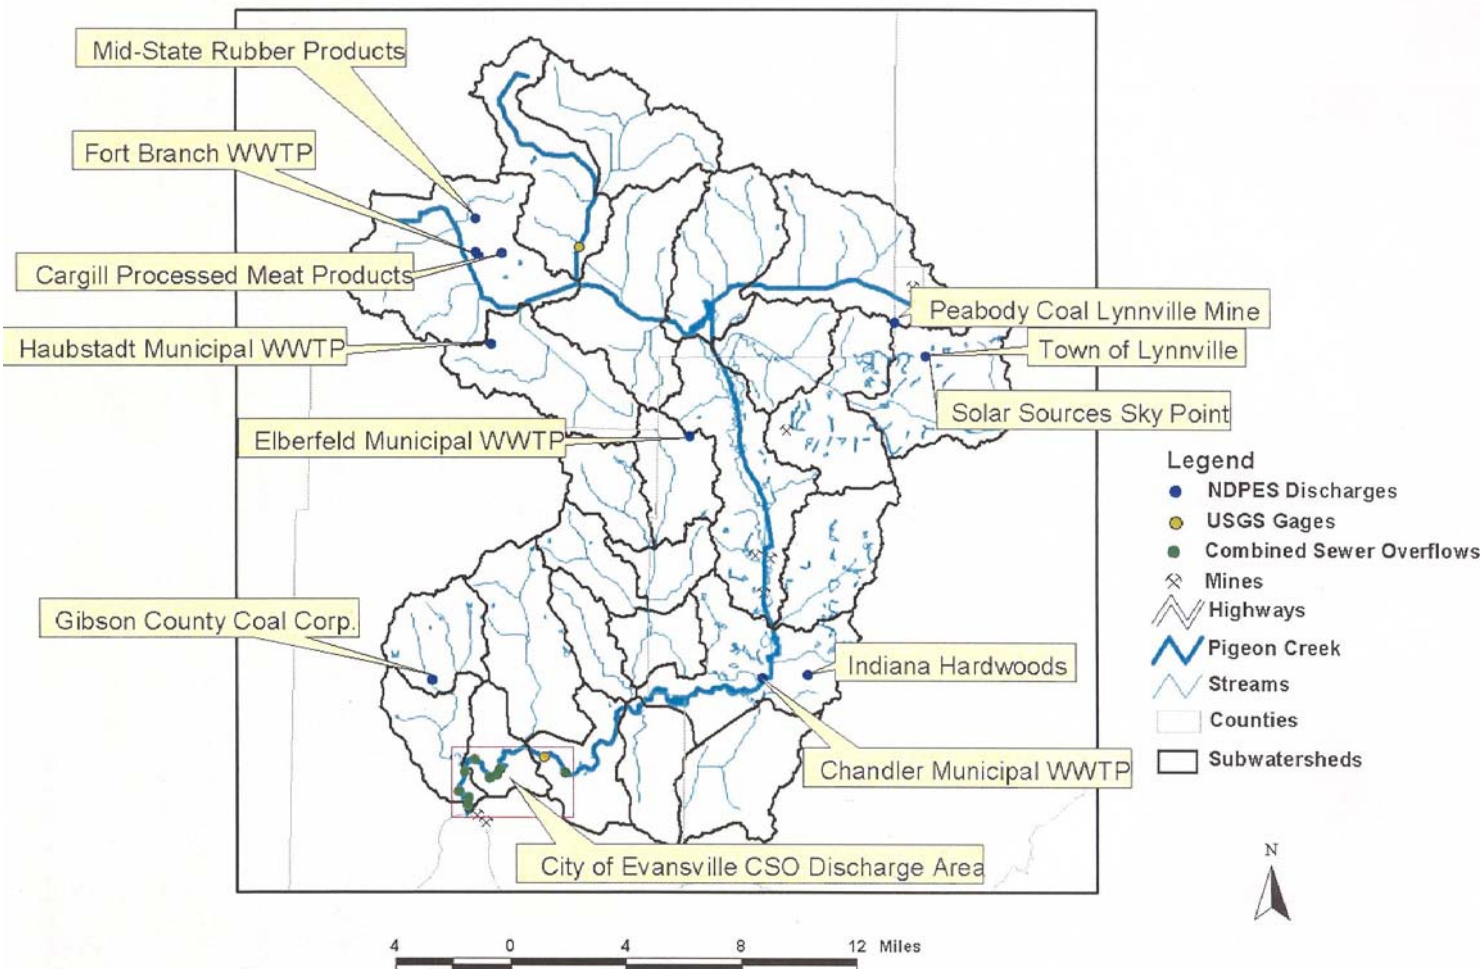 Mid-State Rubber Products
Fort Branch WWTP
Cargill Processed Meat Products
Haubstadt Municipal WWTP
Elberfeld Municipal WWTP
Gibson County Coal Corp.
Peabody Coal Lynnville Mine
Town of Lynnville
Solar Sources Sky Point
Indiana Hardwoods
Chandler Municipal WWTP
City of Evansville CSO Discharge Area
Legend
NDPES Discharges
USGS Gages
Combined Sewer Overflows
Mines
Highways
Pigeon Creek
Streams
Counties
Subwatersheds
N
4 0 4 8 12 Miles